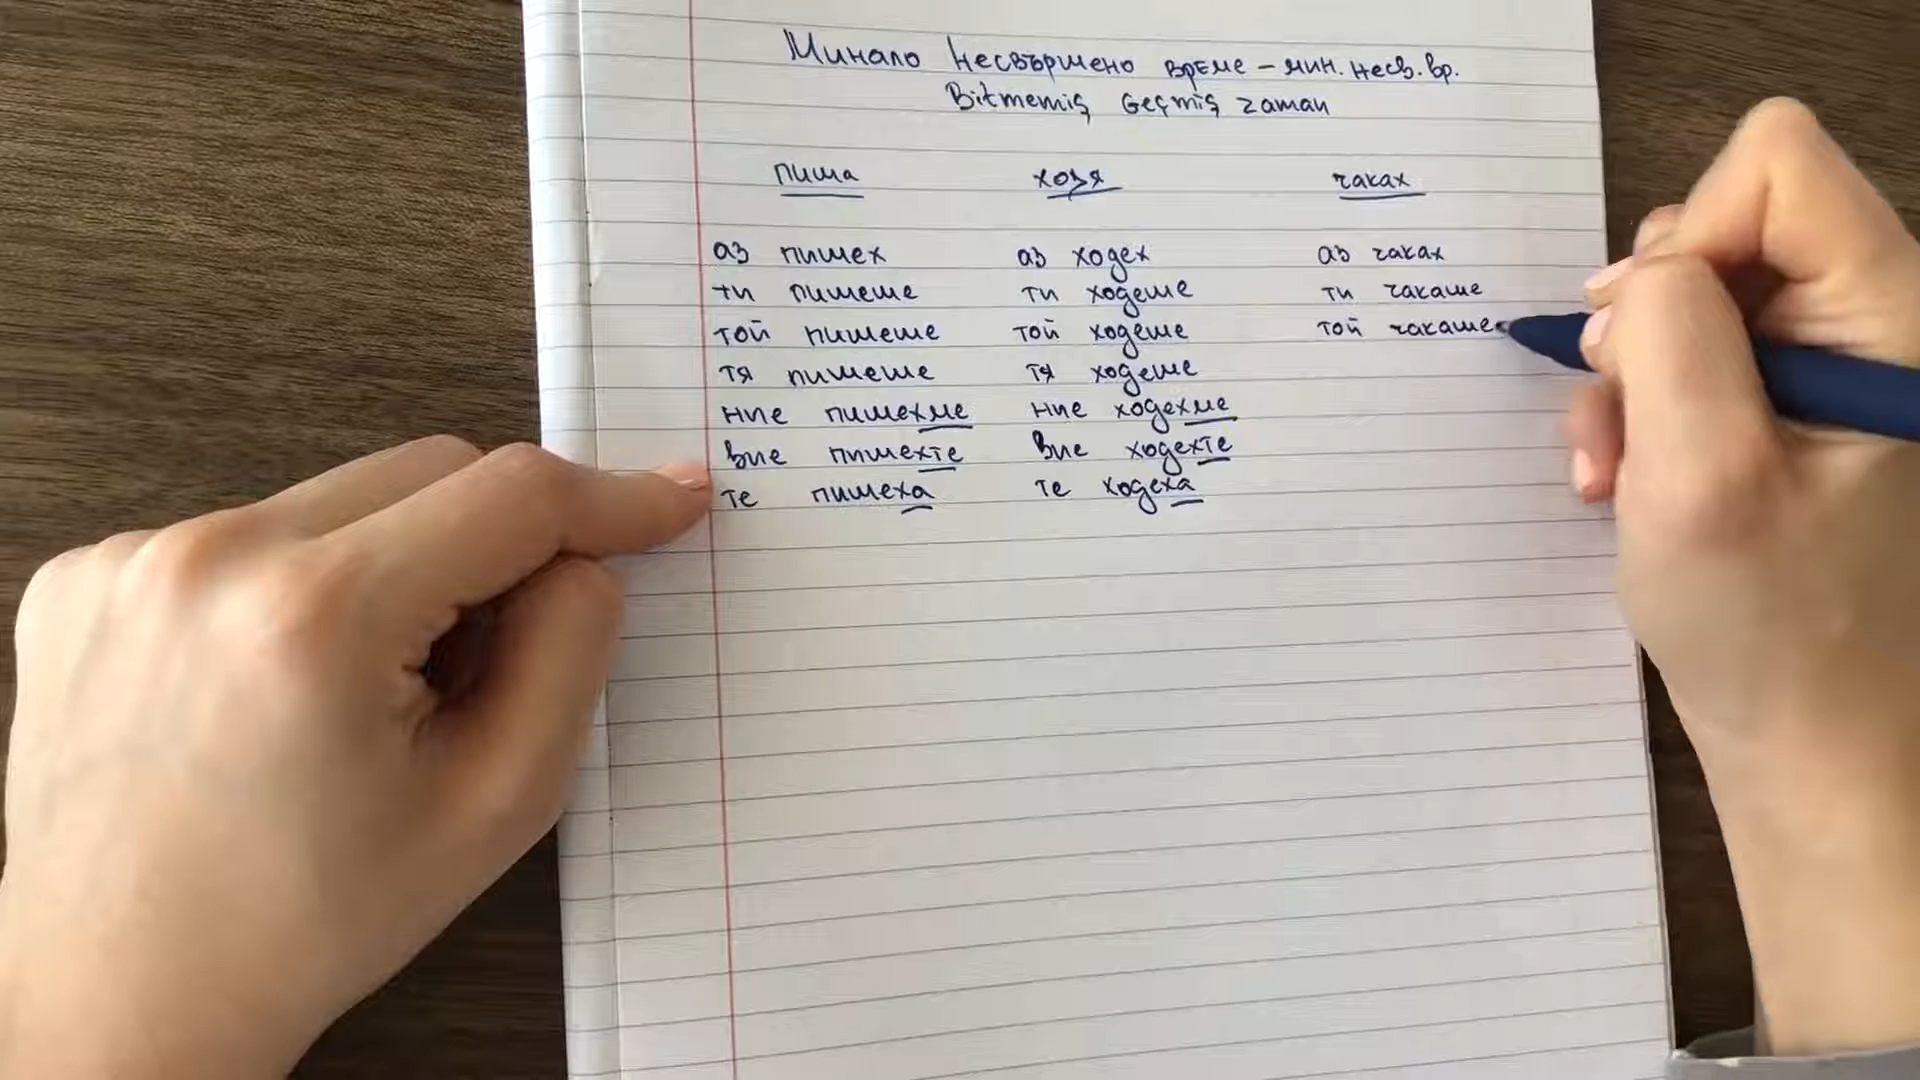 Минало Несвършено време - мин. несв. вр.
Bitmemiş Geçmiş zaman
пиша ходя чаках
аз пишех аз ходех аз чаках
ти пишеше ти ходеше ти чакаше
той пишеше той ходеше той чакаше
тя пишеше тя ходеше
ние пишехме ние ходехме
вие пишехте вие ходехте
те пишеха те ходеха